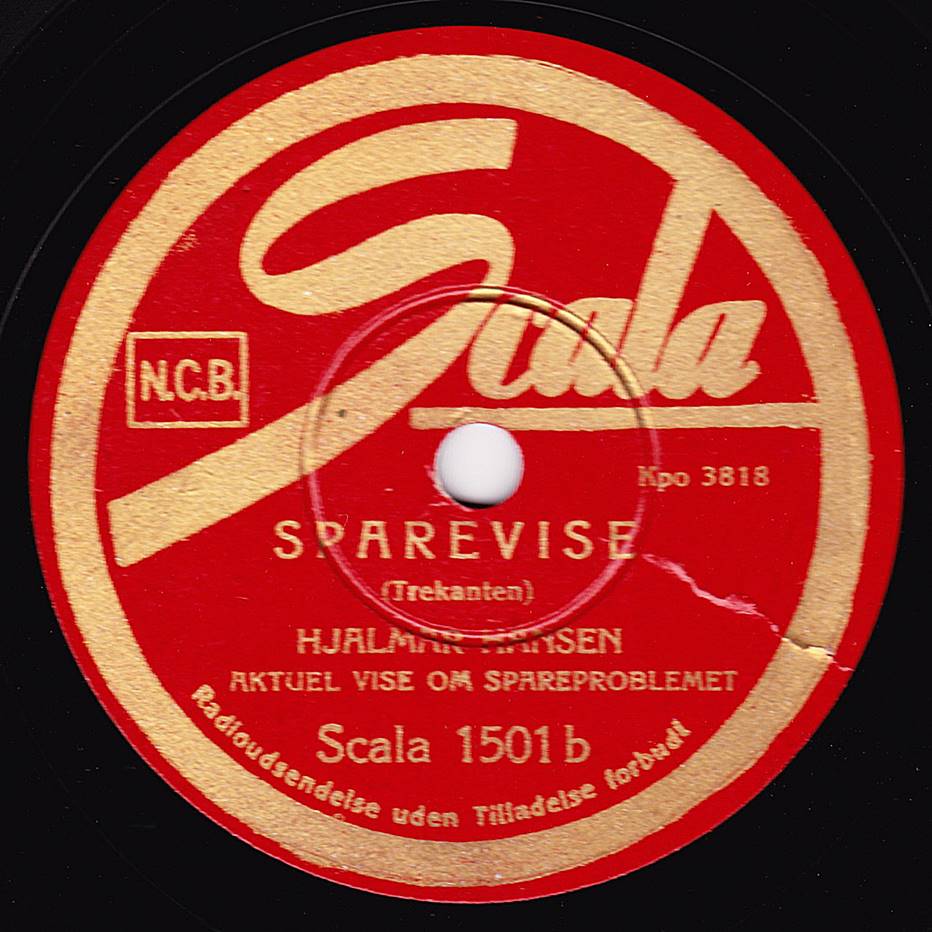 Scala
N.C.B.
Kpo 3818
SPAREVISE
(Trekanten)
HJALMAR HANSEN
AKTUEL VISE OM SPAREPROBLEMET
Scala 1501 b
Radioudsendelse uden Tilladelse forbudt